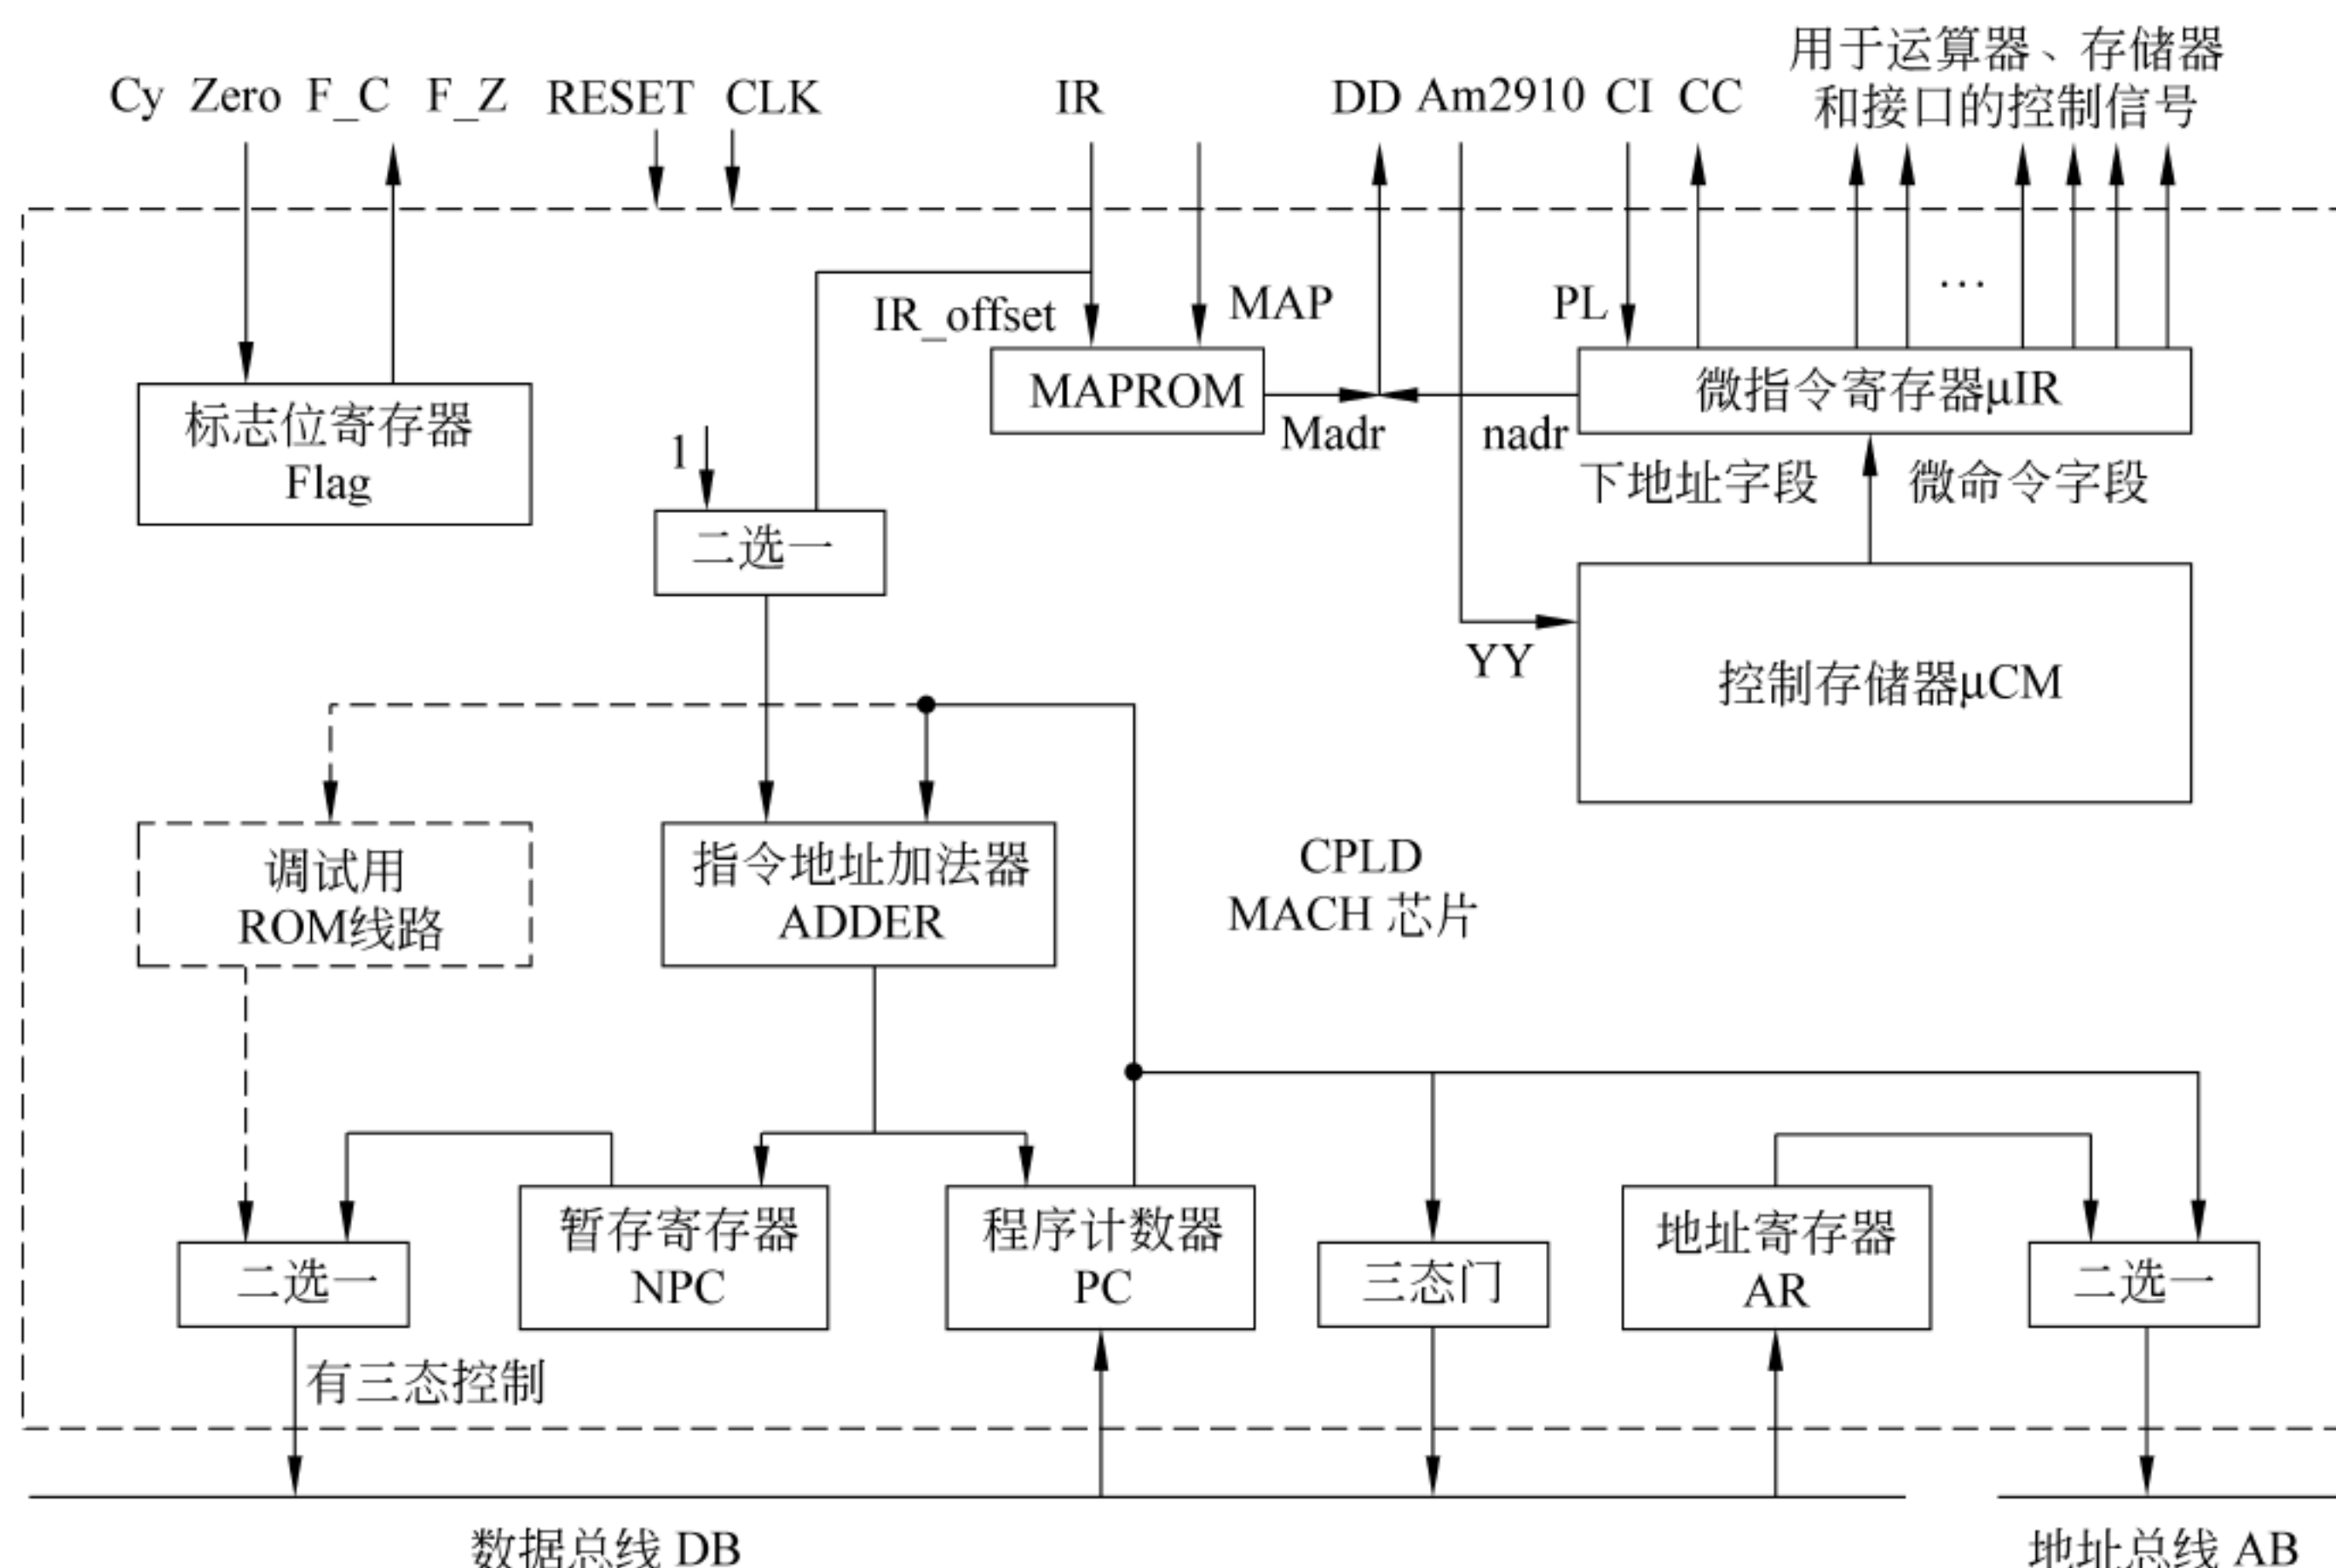 用于运算器、存储器
和接口的控制信号
Cy Zero F_C F_Z RESET CLK IR DD Am2910 CI CC
IR_offset
MAP
PL
…
MAPROM
Madr
nadr
微指令寄存器μIR
标志位寄存器
Flag
1
下地址字段
微命令字段
二选一
YY
控制存储器μCM
调试用
ROM线路
指令地址加法器
ADDER
CPLD
MACH 芯片
二选一
暂存寄存器
NPC
程序计数器
PC
三态门
地址寄存器
AR
二选一
有三态控制
数据总线 DB
地址总线 AB